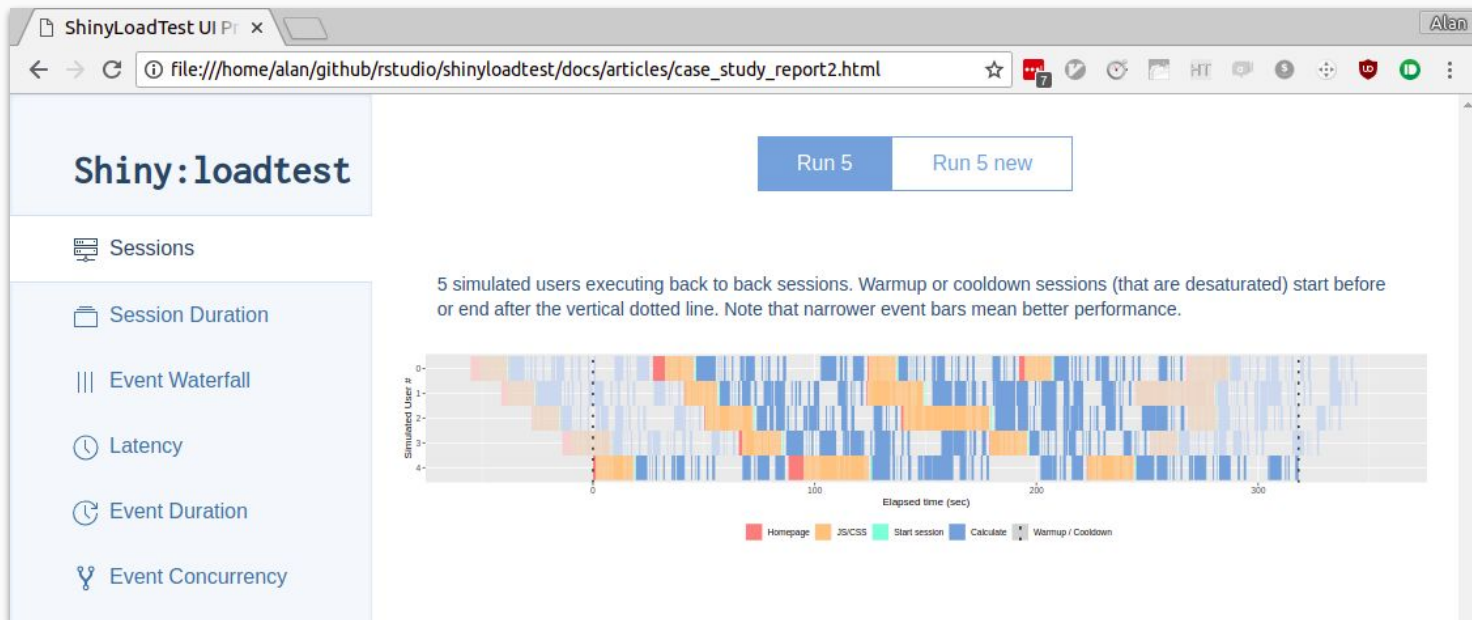 ShinyLoadTest UI Pr
Alan
file:///home/alan/github/rstudio/shinyloadtest/docs/articles/case_study_report2.html
7
HT
Shiny:loadtest
Sessions
Session Duration
Event Waterfall
Latency
Event Duration
Event Concurrency
Run 5
Run 5 new
5 simulated users executing back to back sessions. Warmup or cooldown sessions (that are desaturated) start before
or end after the vertical dotted line. Note that narrower event bars mean better performance.
Simulated User #
0
1
2
3
4
0 100 200 300
Elapsed time (sec)
Homepage JS/CSS Start session Calculate Warmup / Cooldown